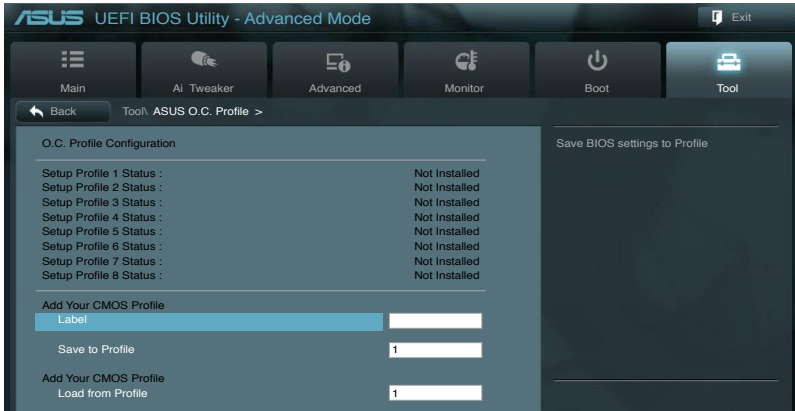 ASUS UEFI BIOS Utility - Advanced Mode
Exit
Main
Ai Tweaker
Advanced
Monitor
Boot
Tool
Back
Tool\ ASUS O.C. Profile >
O.C. Profile Configuration
Save BIOS settings to Profile
Setup Profile 1 Status : Not Installed
Setup Profile 2 Status : Not Installed
Setup Profile 3 Status : Not Installed
Setup Profile 4 Status : Not Installed
Setup Profile 5 Status : Not Installed
Setup Profile 6 Status : Not Installed
Setup Profile 7 Status : Not Installed
Setup Profile 8 Status : Not Installed
Add Your CMOS Profile
Label
Save to Profile 1
Add Your CMOS Profile
Load from Profile 1